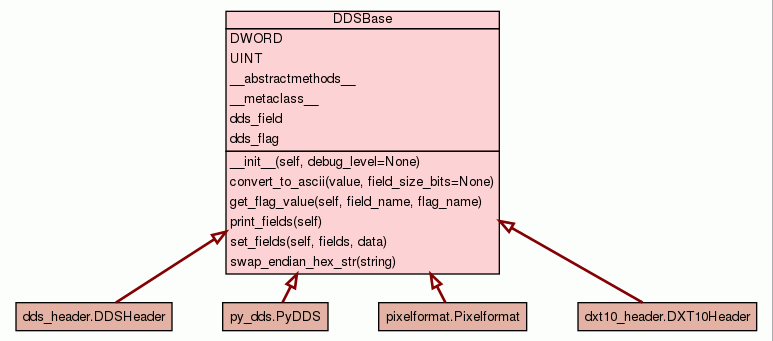 DDSBase
DWORD
UINT
__abstractmethods__
__metaclass__
dds_field
dds_flag
__init__(self, debug_level=None)
convert_to_ascii(value, field_size_bits=None)
get_flag_value(self, field_name, flag_name)
print_fields(self)
set_fields(self, fields, data)
swap_endian_hex_str(string)
dds_header.DDSHeader
py_dds.PyDDS
pixelformat.Pixelformat
dxt10_header.DXT10Header